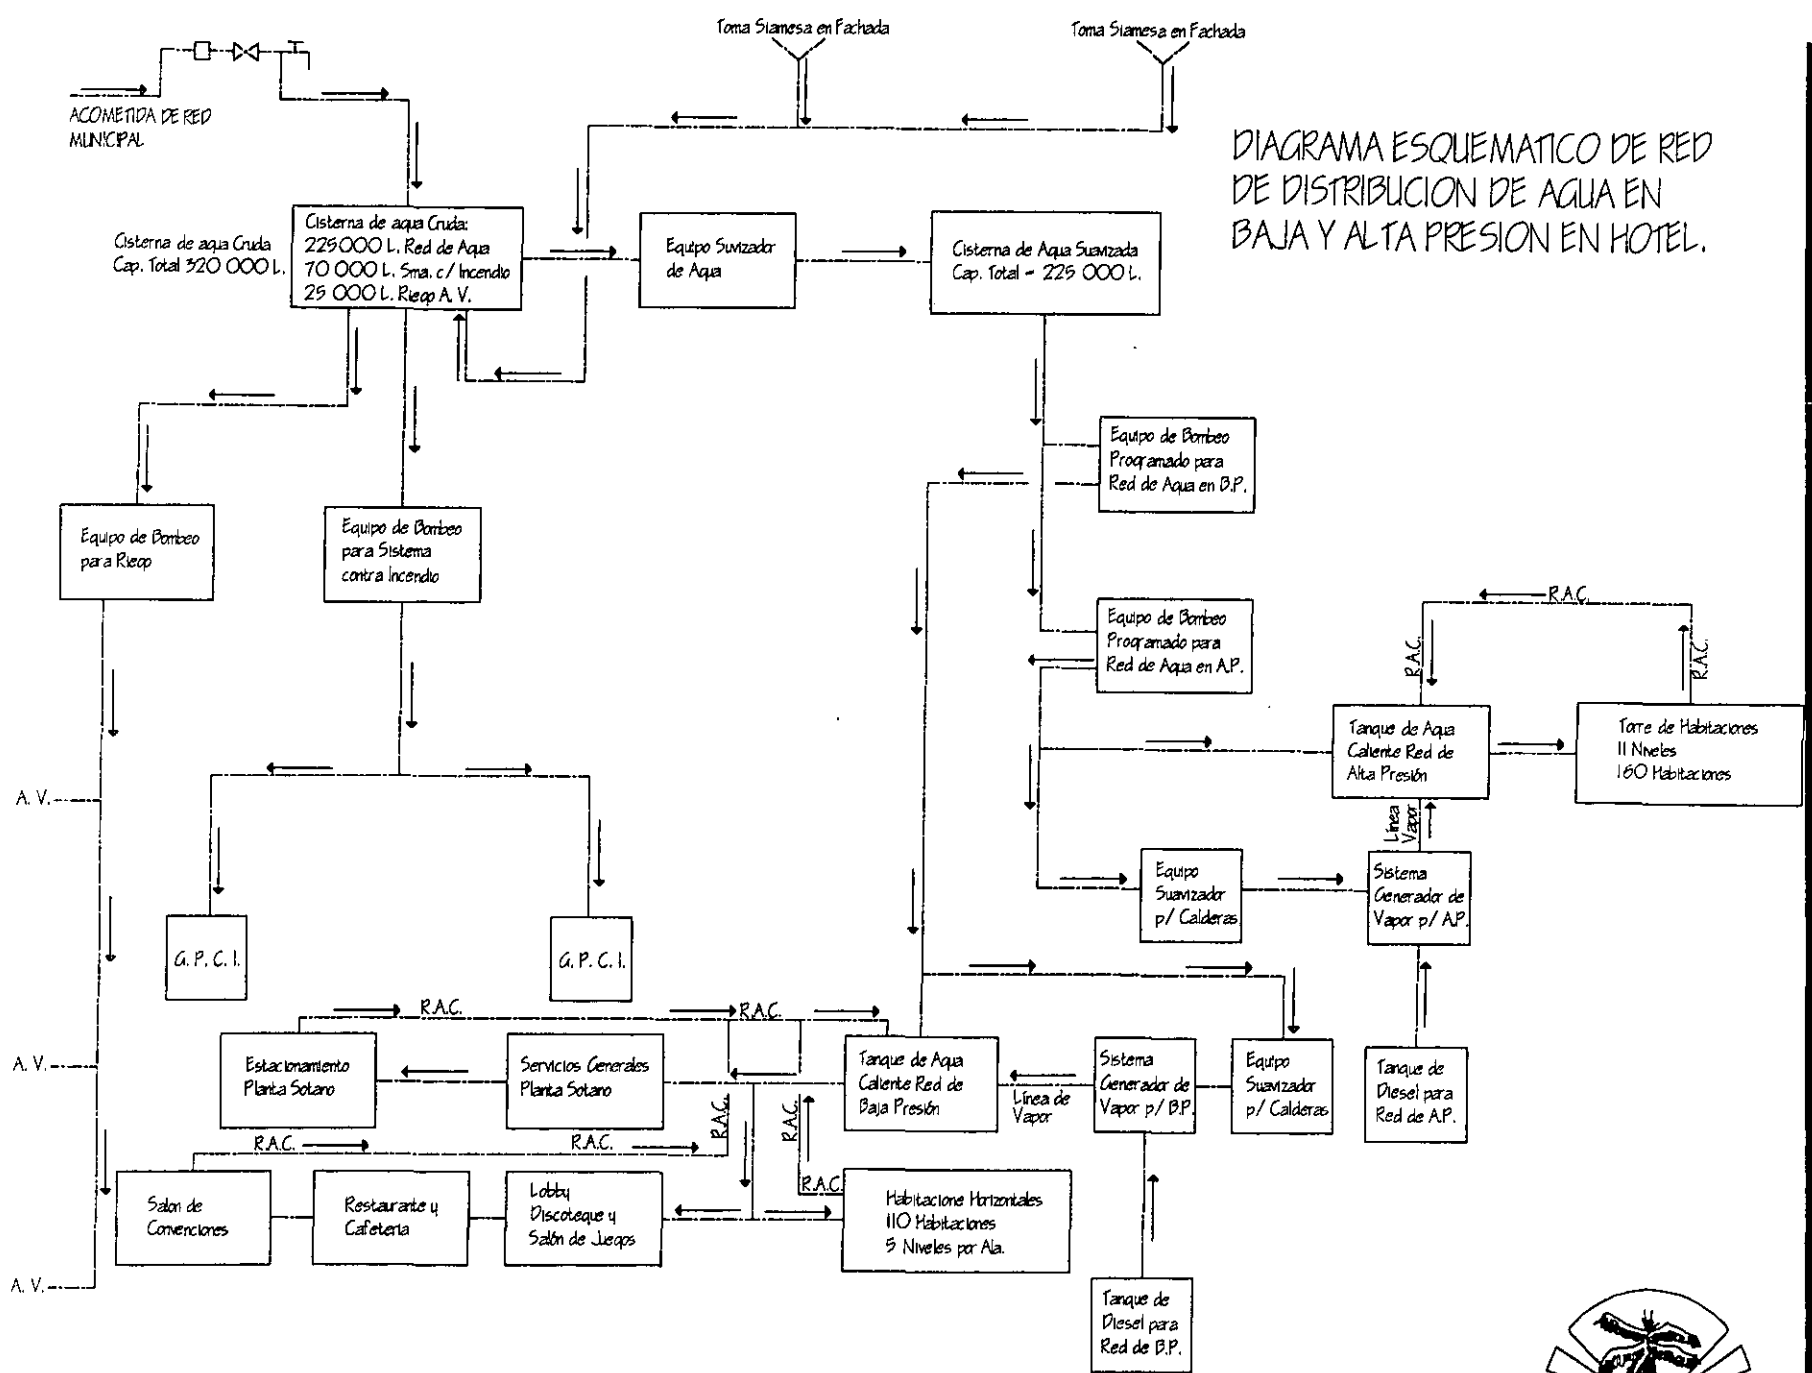 Toma Siamesa en Fachada
Toma Siamesa en Fachada
ACOMETIDA DE RED
MUNICIPAL
DIAGRAMA ESQUEMATICO DE RED
DE DISTRIBUCION DE AGUA EN
BAJA Y ALTA PRESION EN HOTEL.
Cisterna de agua Cruda
Cap. Total 320 000 L.
Cisterna de agua Cruda:
225000 L. Red de Agua
70 000 L. Sma. c/ Incendio
25 000 L. Riego A. V.
Equipo Suvizador
de Agua
Cisterna de Agua Suavizada
Cap. Total - 225 000 L.
Equipo de Bombeo
Programado para
Red de Agua en B.P.
Equipo de Bombeo
para Riego
Equipo de Bombeo
para Sistema
contra Incendio
Equipo de Bombeo
Programado para
Red de Agua en A.P.
R.A.C.
R.A.C.
R.A.C.
Tanque de Agua
Caliente Red de
Alta Presión
Torre de Habitaciones
11 Niveles
160 Habitaciones
A. V.
Línea
Vapor
Equipo
Suavizador
p/ Calderas
Sistema
Generador de
Vapor p/ A.P.
G. P. C. I.
G. P. C. I.
R.A.C.
R.A.C.
A. V.
Estacionamiento
Planta Sotano
Servicios Generales
Planta Sotano
Tanque de Agua
Caliente Red de
Baja Presión
Línea de
Vapor
Sistema
Generador de
Vapor p/ B.P.
Equipo
Suavizador
p/ Calderas
Tanque de
Diesel para
Red de A.P.
R.A.C.
R.A.C.
R.A.C.
R.A.C.
R.A.C.
Salon de
Convenciones
Restaurante y
Cafeteria
Lobby
Discoteque y
Salón de Juegos
Habitacione Horizontales
110 Habitaciones
5 Niveles por Ala.
A. V.
Tanque de
Diesel para
Red de B.P.